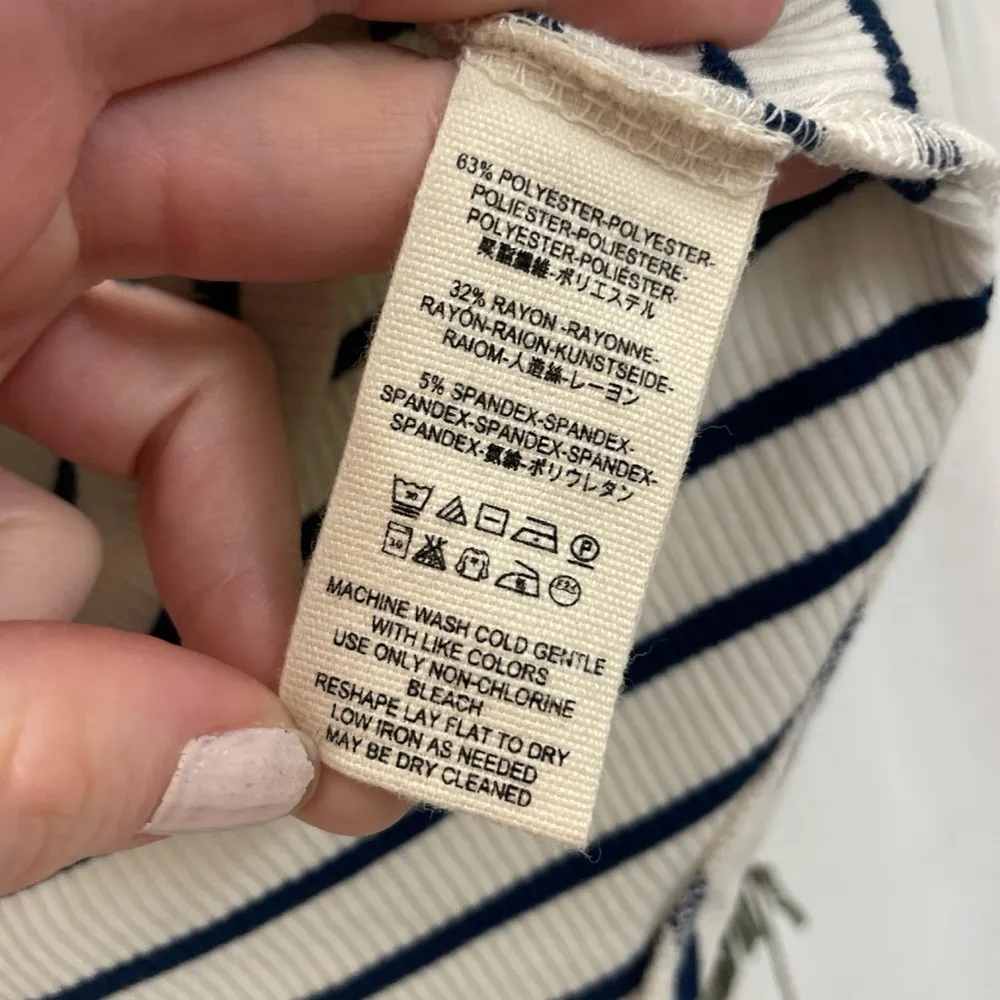 63% POLYESTER-POLYESTER-
POLIESTER-POLIESTERE-
POLYESTER-POLIÉSTER-
聚酯纖維-ポリエステル
32% RAYON -RAYONNE-
RAYÓN-RAION-KUNSTSEIDE-
RAIOM-人造絲-レーヨン
5% SPANDEX-SPANDEX-
SPANDEX-SPANDEX-SPANDEX-
SPANDEX-氨綸-ポリウレタン
30
P
30
MACHINE WASH COLD GENTLE
WITH LIKE COLORS
USE ONLY NON-CHLORINE
BLEACH
RESHAPE LAY FLAT TO DRY
LOW IRON AS NEEDED
MAY BE DRY CLEANED